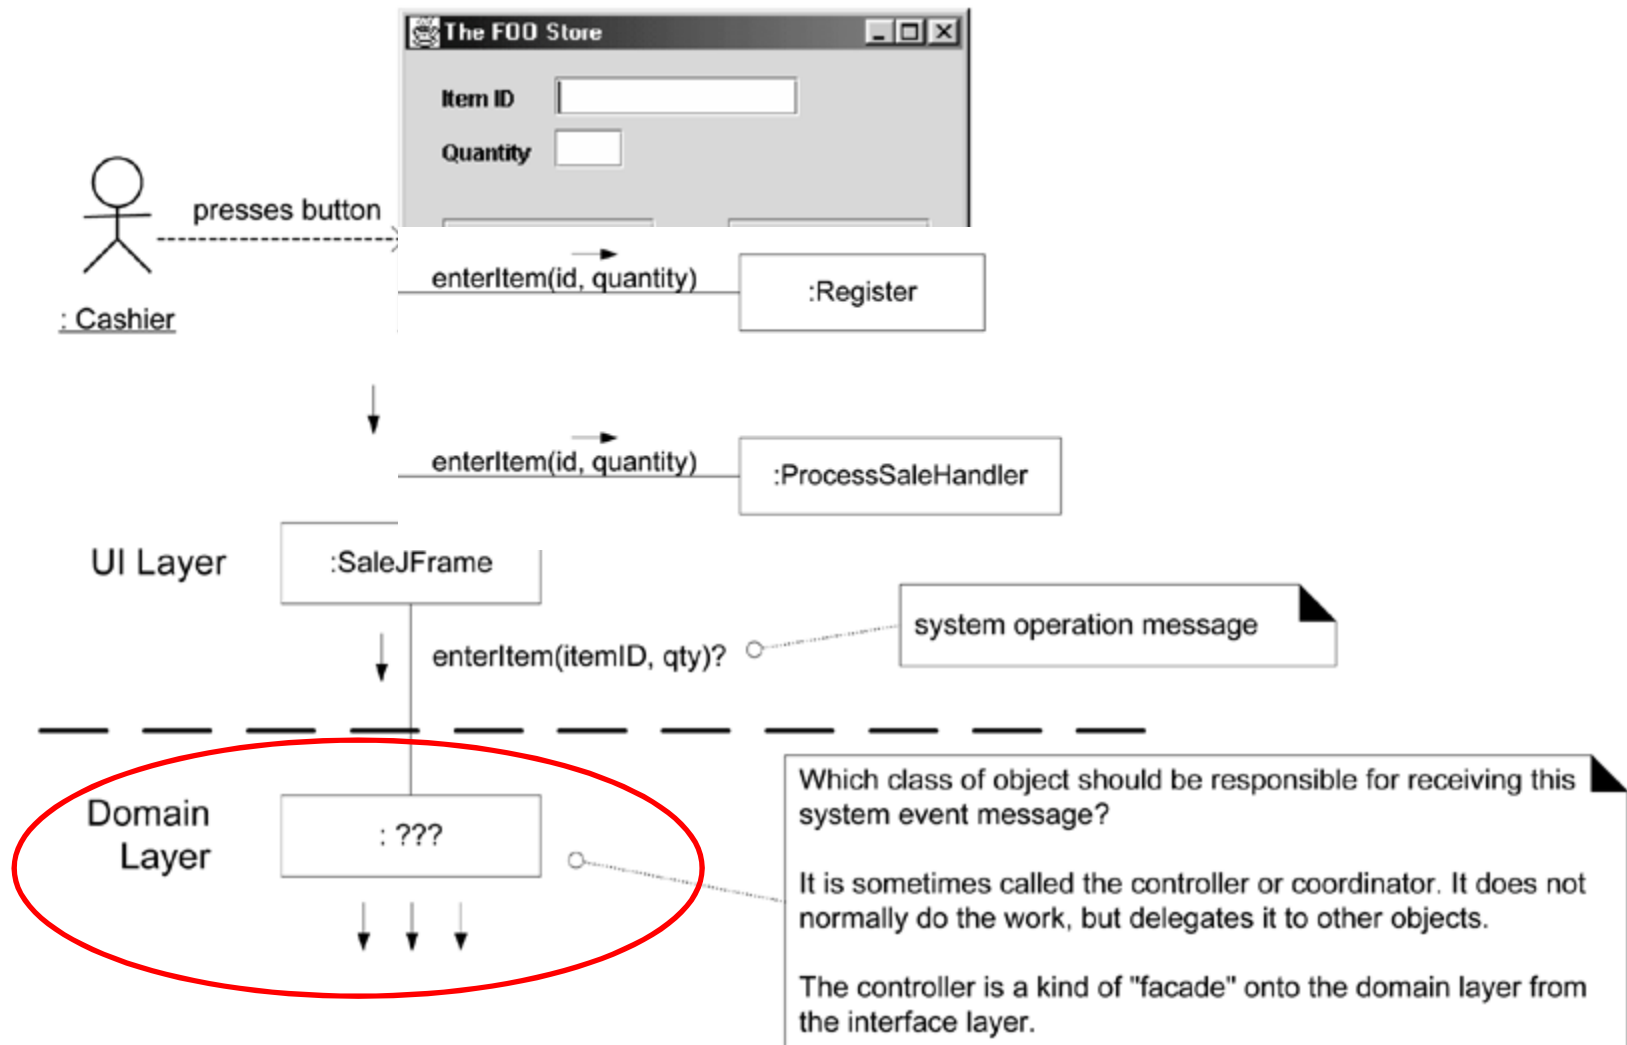 The FOO Store
Item ID
Quantity
presses button
: Cashier
enterItem(id, quantity)
:Register
enterItem(id, quantity)
:ProcessSaleHandler
UI Layer
:SaleJFrame
system operation message
enterItem(itemID, qty)?
Domain
Layer
: ???
Which class of object should be responsible for receiving this
system event message?
It is sometimes called the controller or coordinator. It does not
normally do the work, but delegates it to other objects.
The controller is a kind of "facade" onto the domain layer from
the interface layer.